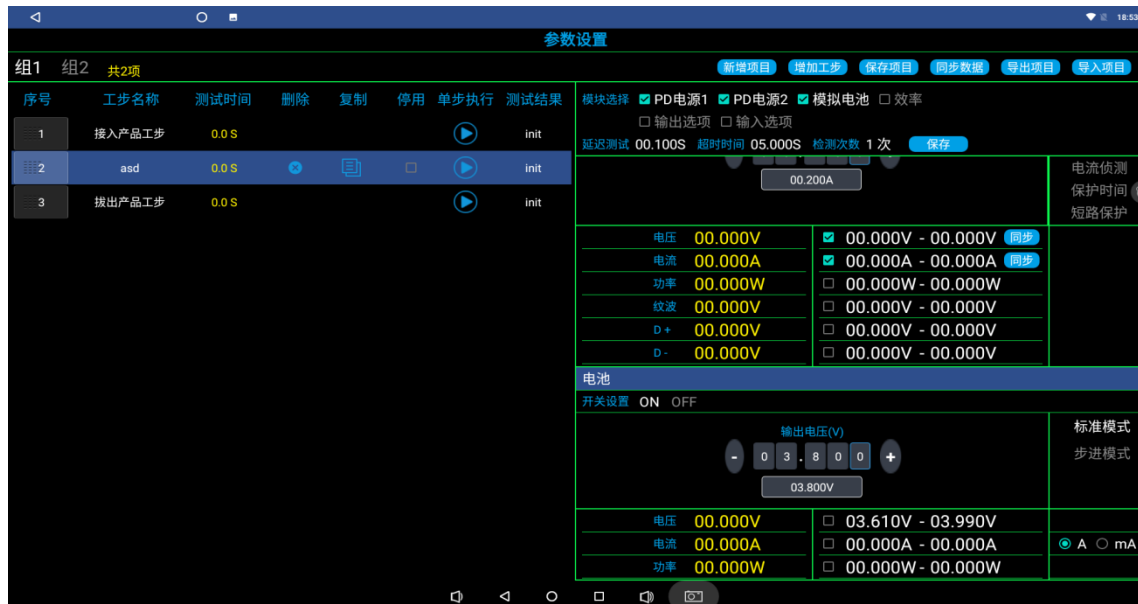 18:53
参数设置
组1 组2 共2项 新增项目 增加工步 保存项目 同步数据 导出项目 导入项目
序号 工步名称 测试时间 删除 复制 停用 单步执行 测试结果
1 接入产品工步 0.0 S init
2 asd 0.0 S init
3 拔出产品工步 0.0 S init
模块选择 PD电源1 PD电源2 模拟电池 效率
输出选项 输入选项
延迟测试 00.100S 超时时间 05.000S 检测次数 1 次 保存
00.200A
电流侦测
保护时间
短路保护
电压 00.000V 00.000V - 00.000V 同步
电流 00.000A 00.000A - 00.000A 同步
功率 00.000W 00.000W - 00.000W
纹波 00.000V 00.000V - 00.000V
D + 00.000V 00.000V - 00.000V
D - 00.000V 00.000V - 00.000V
电池
开关设置 ON OFF
输出电压(V)
- 0 3 . 8 0 0 +
03.800V
标准模式
步进模式
电压 00.000V 03.610V - 03.990V
电流 00.000A 00.000A - 00.000A A mA
功率 00.000W 00.000W - 00.000W